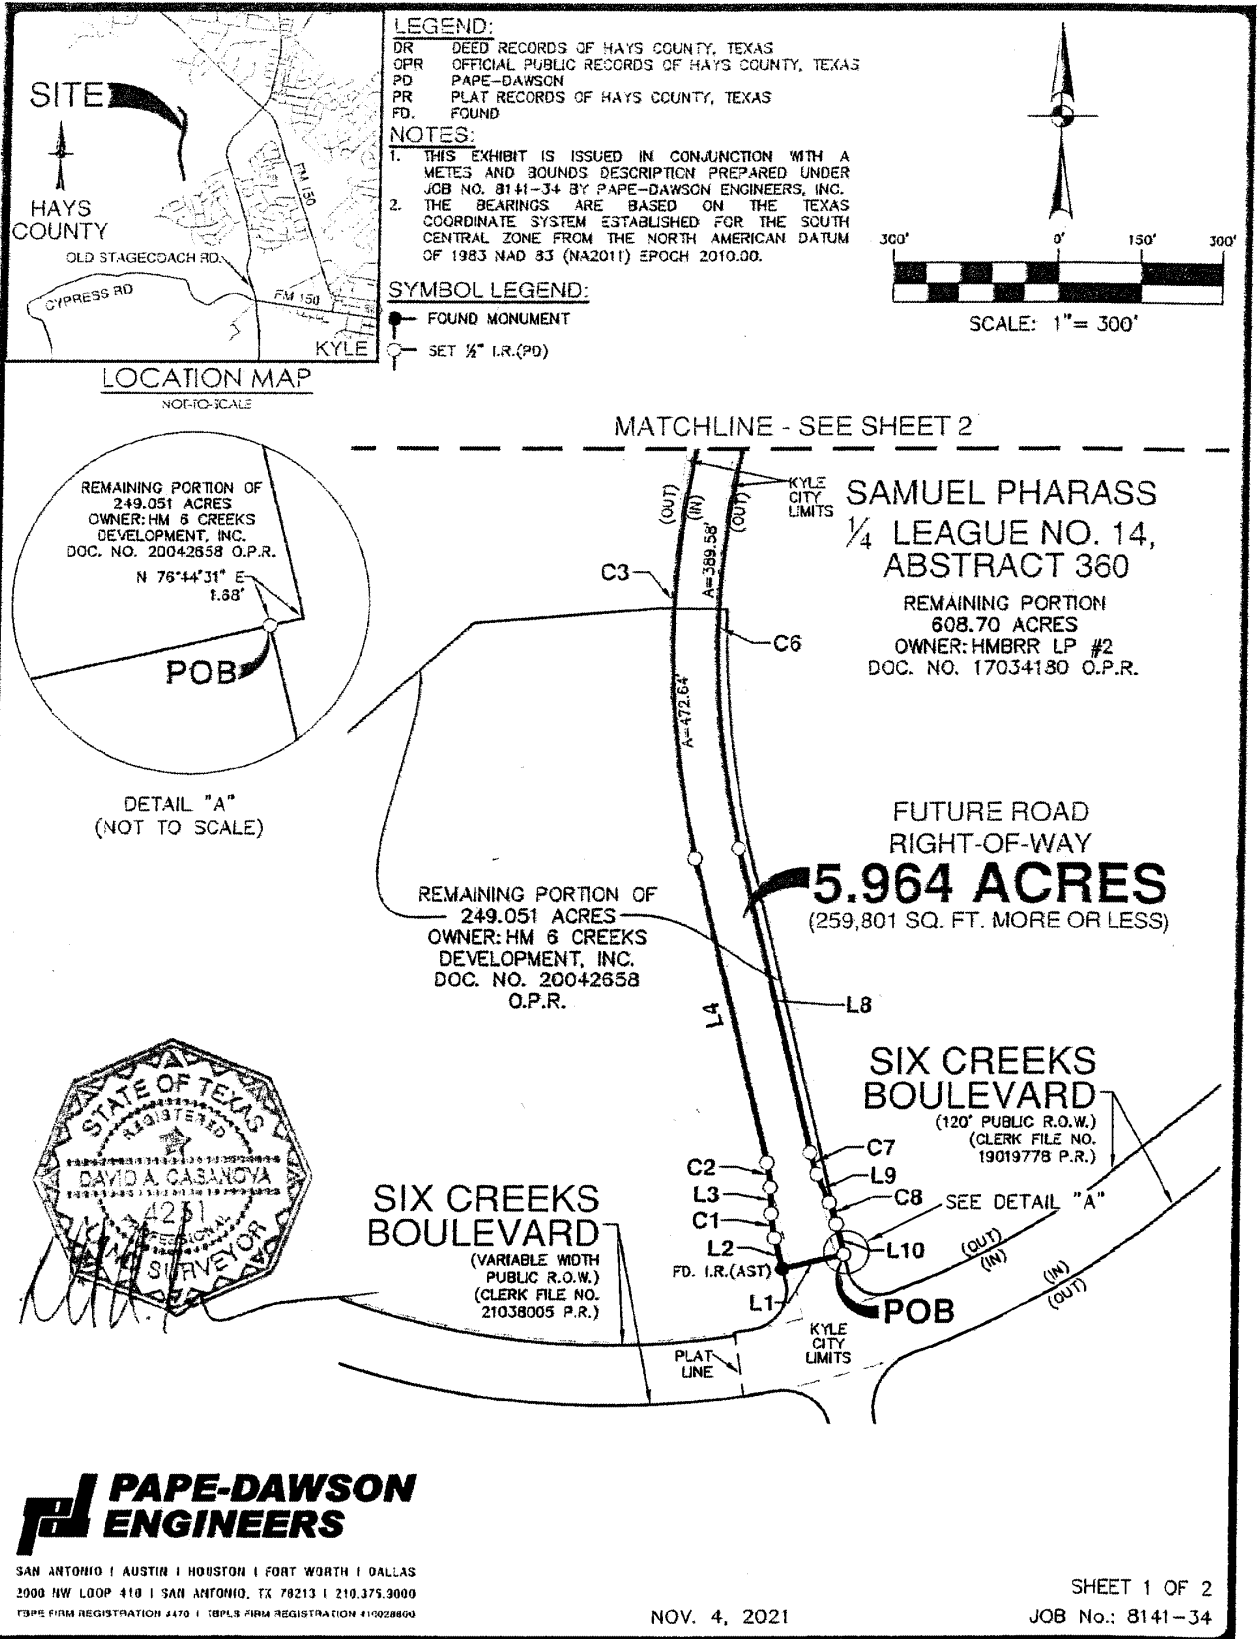 SITE
HAYS
COUNTY
OLD STAGECOACH RD.
CYPRESS RD
FM 150
FM 150
KYLE
LOCATION MAP
NOT-TO-SCALE
LEGEND:
DR DEED RECORDS OF HAYS COUNTY, TEXAS
OPR OFFICIAL PUBLIC RECORDS OF HAYS COUNTY, TEXAS
PD PAPE-DAWSON
PR PLAT RECORDS OF HAYS COUNTY, TEXAS
FD. FOUND
NOTES:
1. THIS EXHIBIT IS ISSUED IN CONJUNCTION WITH A
METES AND BOUNDS DESCRIPTION PREPARED UNDER
JOB NO. 8141-34 BY PAPE-DAWSON ENGINEERS, INC.
2. THE BEARINGS ARE BASED ON THE TEXAS
COORDINATE SYSTEM ESTABLISHED FOR THE SOUTH
CENTRAL ZONE FROM THE NORTH AMERICAN DATUM
OF 1983 NAD 83 (NA2011) EPOCH 2010.00.
SYMBOL LEGEND:
FOUND MONUMENT
SET ½" I.R.(PD)
300' 0' 150' 300'
SCALE: 1"= 300'
MATCHLINE - SEE SHEET 2
REMAINING PORTION OF
249.051 ACRES
OWNER: HM 6 CREEKS
DEVELOPMENT, INC.
DOC. NO. 20042658 O.P.R.
N 76°44'31" E
1.68'
POB
DETAIL "A"
(NOT TO SCALE)
(OUT)
(IN)
(OUT)
KYLE
CITY
LIMITS
SAMUEL PHARASS
¼ LEAGUE NO. 14,
ABSTRACT 360
REMAINING PORTION
608.70 ACRES
OWNER: HMBRR LP #2
DOC. NO. 17034180 O.P.R.
C3
A=389.58'
C6
A=472.64'
FUTURE ROAD
RIGHT-OF-WAY
5.964 ACRES
(259,801 SQ. FT. MORE OR LESS)
REMAINING PORTION OF
249.051 ACRES
OWNER: HM 6 CREEKS
DEVELOPMENT, INC.
DOC. NO. 20042658
O.P.R.
L4
L8
SIX CREEKS
BOULEVARD
(120' PUBLIC R.O.W.)
(CLERK FILE NO.
19019778 P.R.)
STATE OF TEXAS
REGISTERED
DAVID A. CASANOVA
4251
PROFESSIONAL
LAND SURVEYOR
SIX CREEKS
BOULEVARD
(VARIABLE WIDTH
PUBLIC R.O.W.)
(CLERK FILE NO.
21038005 P.R.)
C2
L3
C1
L2
FD. I.R.(AST)
L1
C7
L9
C8
L10
SEE DETAIL "A"
(OUT)
(IN)
(IN)
(OUT)
POB
KYLE
CITY
LIMITS
PLAT
LINE
PAPE-DAWSON
ENGINEERS
SAN ANTONIO I AUSTIN I HOUSTON I FORT WORTH I DALLAS
2000 NW LOOP 410 I SAN ANTONIO, TX 78213 I 210.375.9000
TBPE FIRM REGISTRATION #470 I TBPLS FIRM REGISTRATION #10028800
NOV. 4, 2021
SHEET 1 OF 2
JOB No.: 8141-34